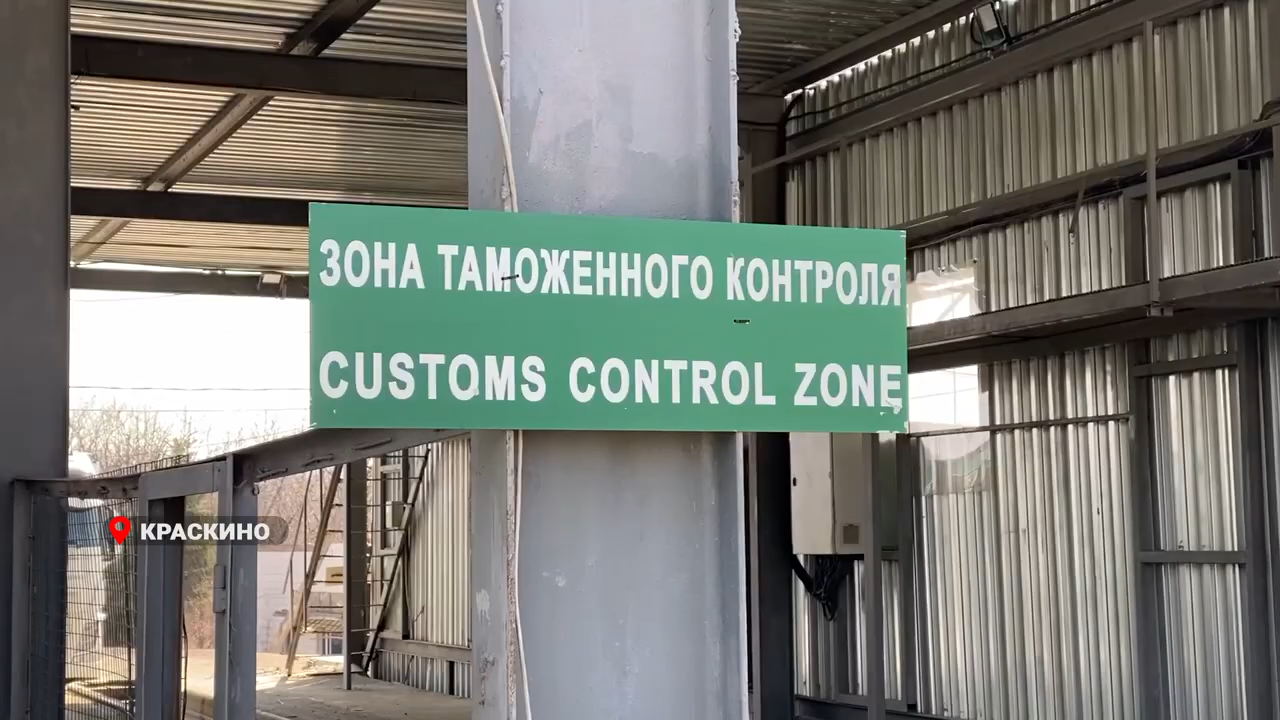 ЗОНА ТАМОЖЕННОГО КОНТРОЛЯ
CUSTOMS CONTROL ZONE
КРАСКИНО